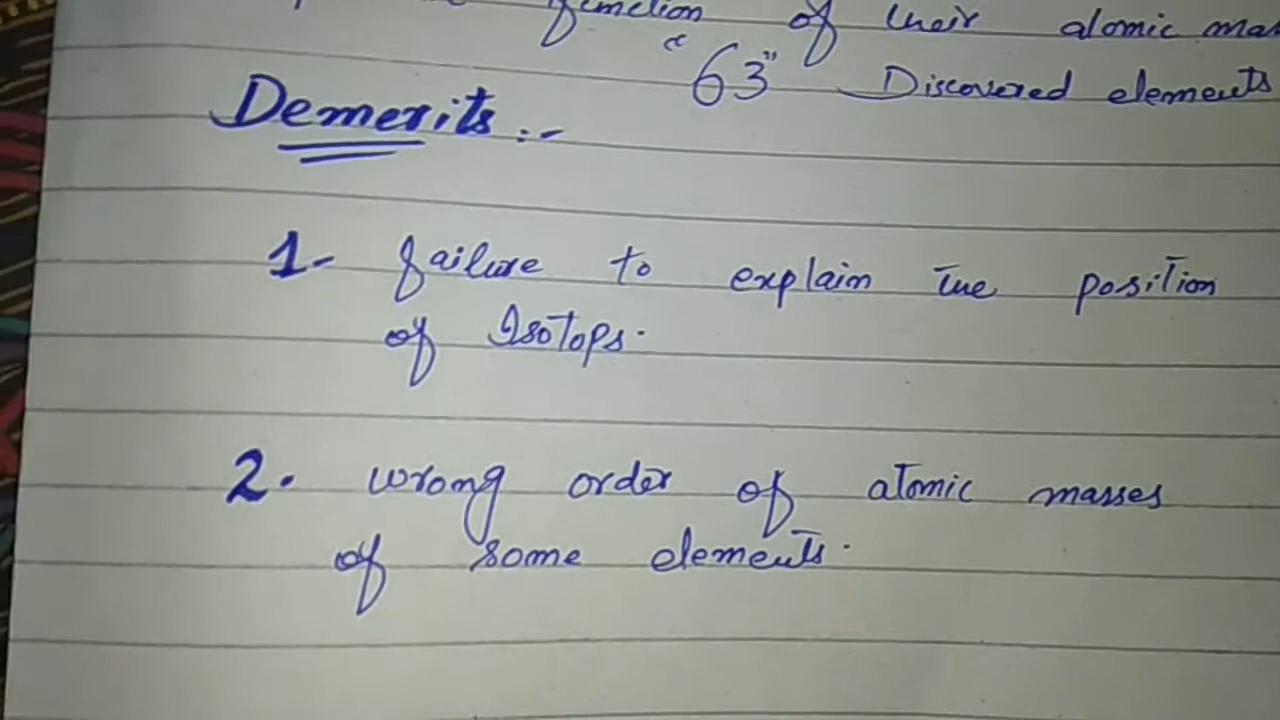 function of their atomic mas
"63" Discovered elements
Demerits :-
1- failure to explain the position
of Isotops.
2. wrong order of atomic masses
of some elements.